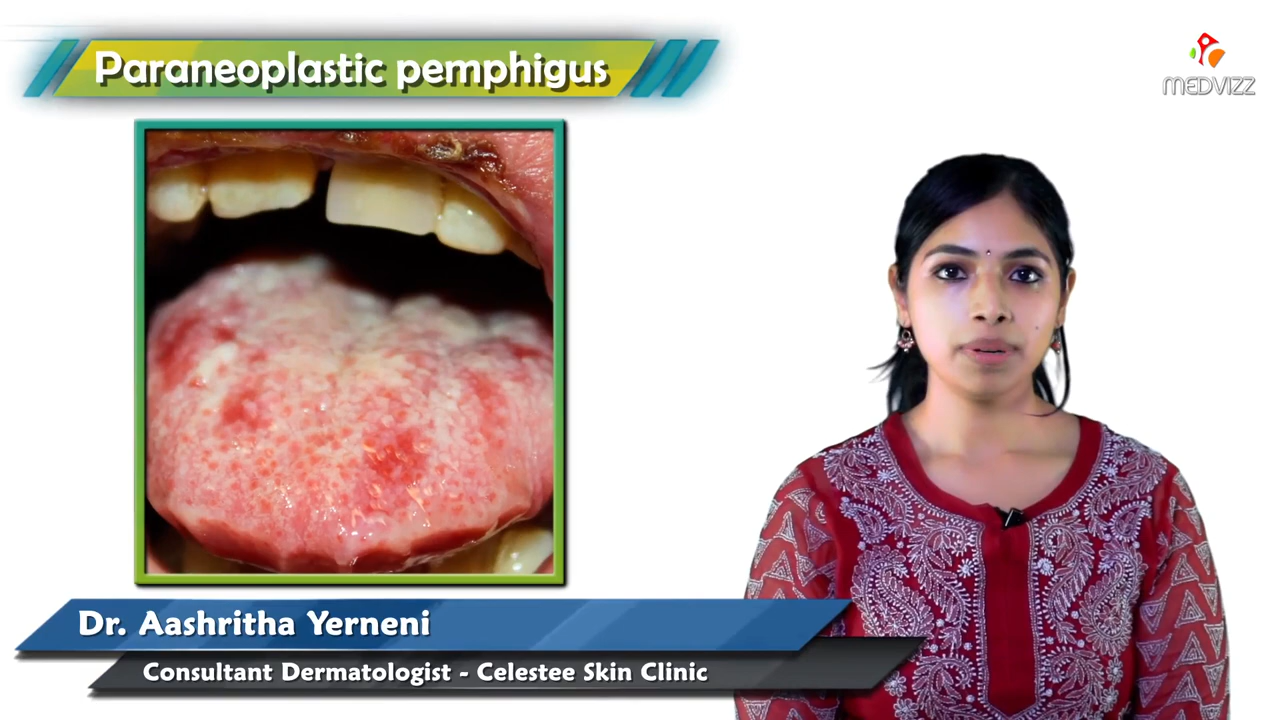 Paraneoplastic pemphigus
MEDVIZZ
Dr. Aashritha Yerneni
Consultant Dermatologist - Celestee Skin Clinic